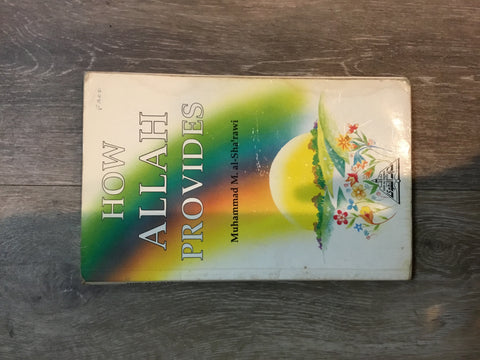 HOW
ALLAH
PROVIDES
Muhammad M. al-Sha'rawi